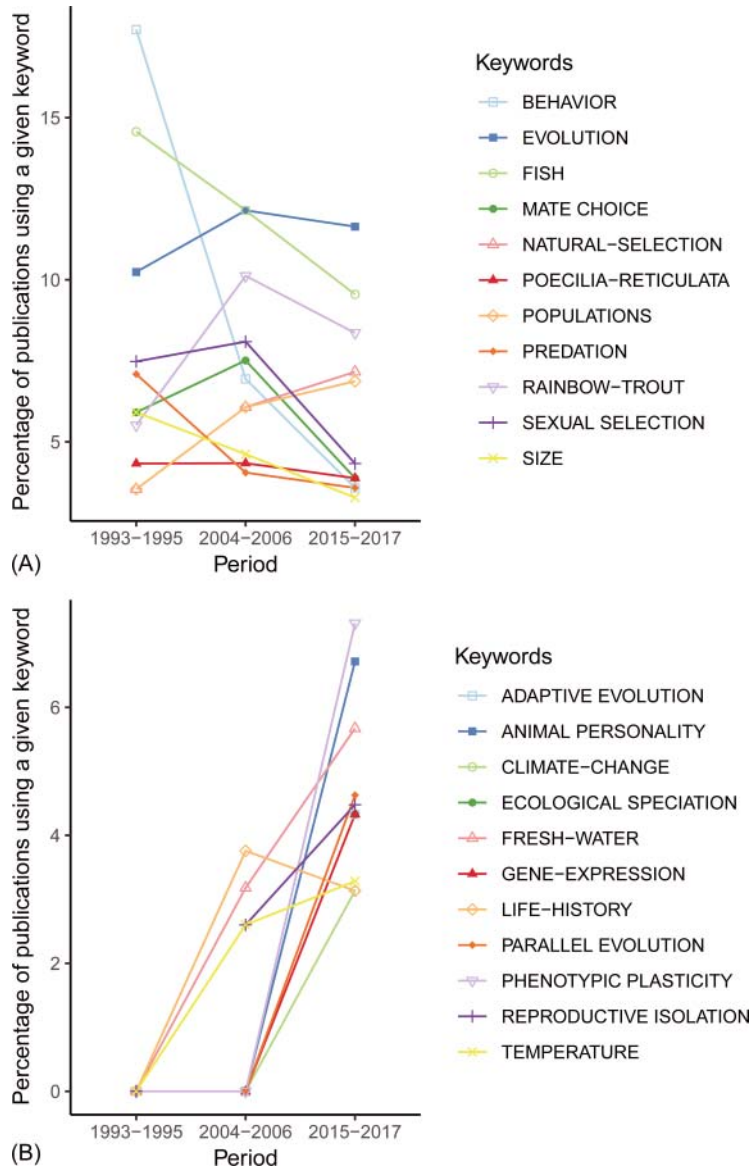 Percentage of publications using a given keyword
15
10
5
1993−1995 2004−2006 2015−2017
Period
(A)
Keywords
BEHAVIOR
EVOLUTION
FISH
MATE CHOICE
NATURAL−SELECTION
POECILIA−RETICULATA
POPULATIONS
PREDATION
RAINBOW−TROUT
SEXUAL SELECTION
SIZE
Percentage of publications using a given keyword
6
4
2
0
1993−1995 2004−2006 2015−2017
Period
(B)
Keywords
ADAPTIVE EVOLUTION
ANIMAL PERSONALITY
CLIMATE−CHANGE
ECOLOGICAL SPECIATION
FRESH−WATER
GENE−EXPRESSION
LIFE−HISTORY
PARALLEL EVOLUTION
PHENOTYPIC PLASTICITY
REPRODUCTIVE ISOLATION
TEMPERATURE